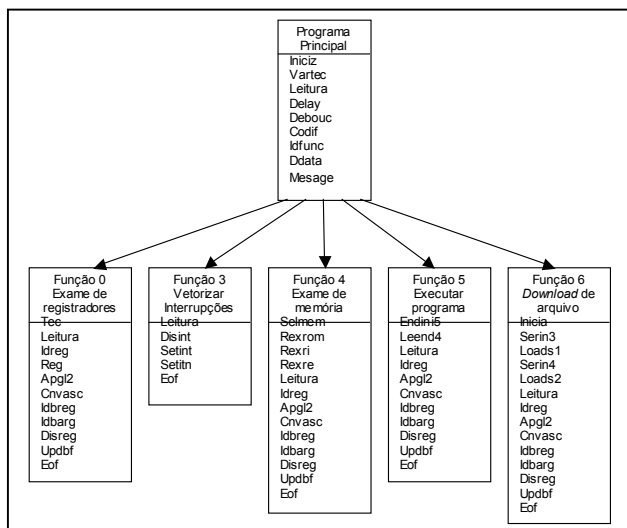 Programa
Principal
Iniciz
Vartec
Leitura
Delay
Debouc
Codif
Idfunc
Ddata
Mesage
Função 0
Exame de
registradores
Tec
Leitura
Idreg
Reg
Apgl2
Cnvasc
Idbreg
Idbarg
Disreg
Updbf
Eof
Função 3
Vetorizar
Interrupções
Leitura
Disint
Setint
Setitn
Eof
Função 4
Exame de
memória
Selmem
Rexrom
Rexri
Rexre
Leitura
Idreg
Apgl2
Cnvasc
Idbreg
Idbarg
Disreg
Updbf
Eof
Função 5
Executar
programa
Endini5
Leend4
Leitura
Idreg
Apgl2
Cnvasc
Idbreg
Idbarg
Disreg
Updbf
Eof
Função 6
Download de
arquivo
Inicia
Serin3
Loads1
Serin4
Loads2
Leitura
Idreg
Apgl2
Cnvasc
Idbreg
Idbarg
Disreg
Updbf
Eof